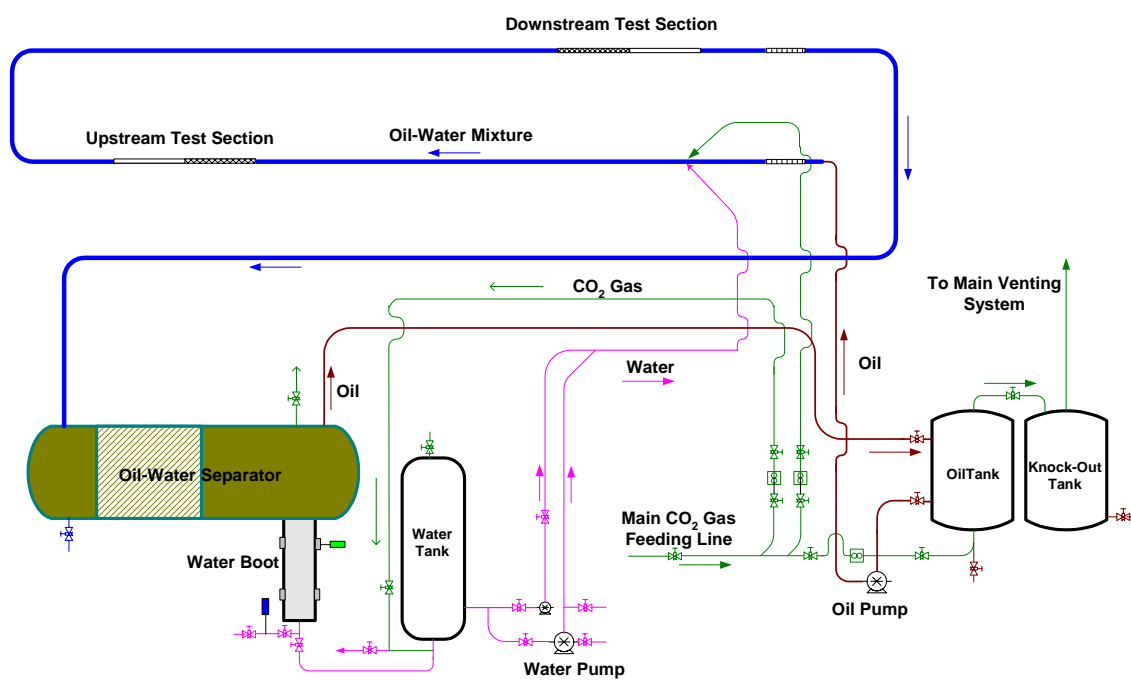 Downstream Test Section
Upstream Test Section
Oil-Water Mixture
CO₂ Gas
To Main Venting
System
Water
Oil
Oil
Oil-Water Separator
OilTank
Knock-Out
Tank
Water
Tank
Main CO₂ Gas
Feeding Line
Water Boot
Oil Pump
Water Pump